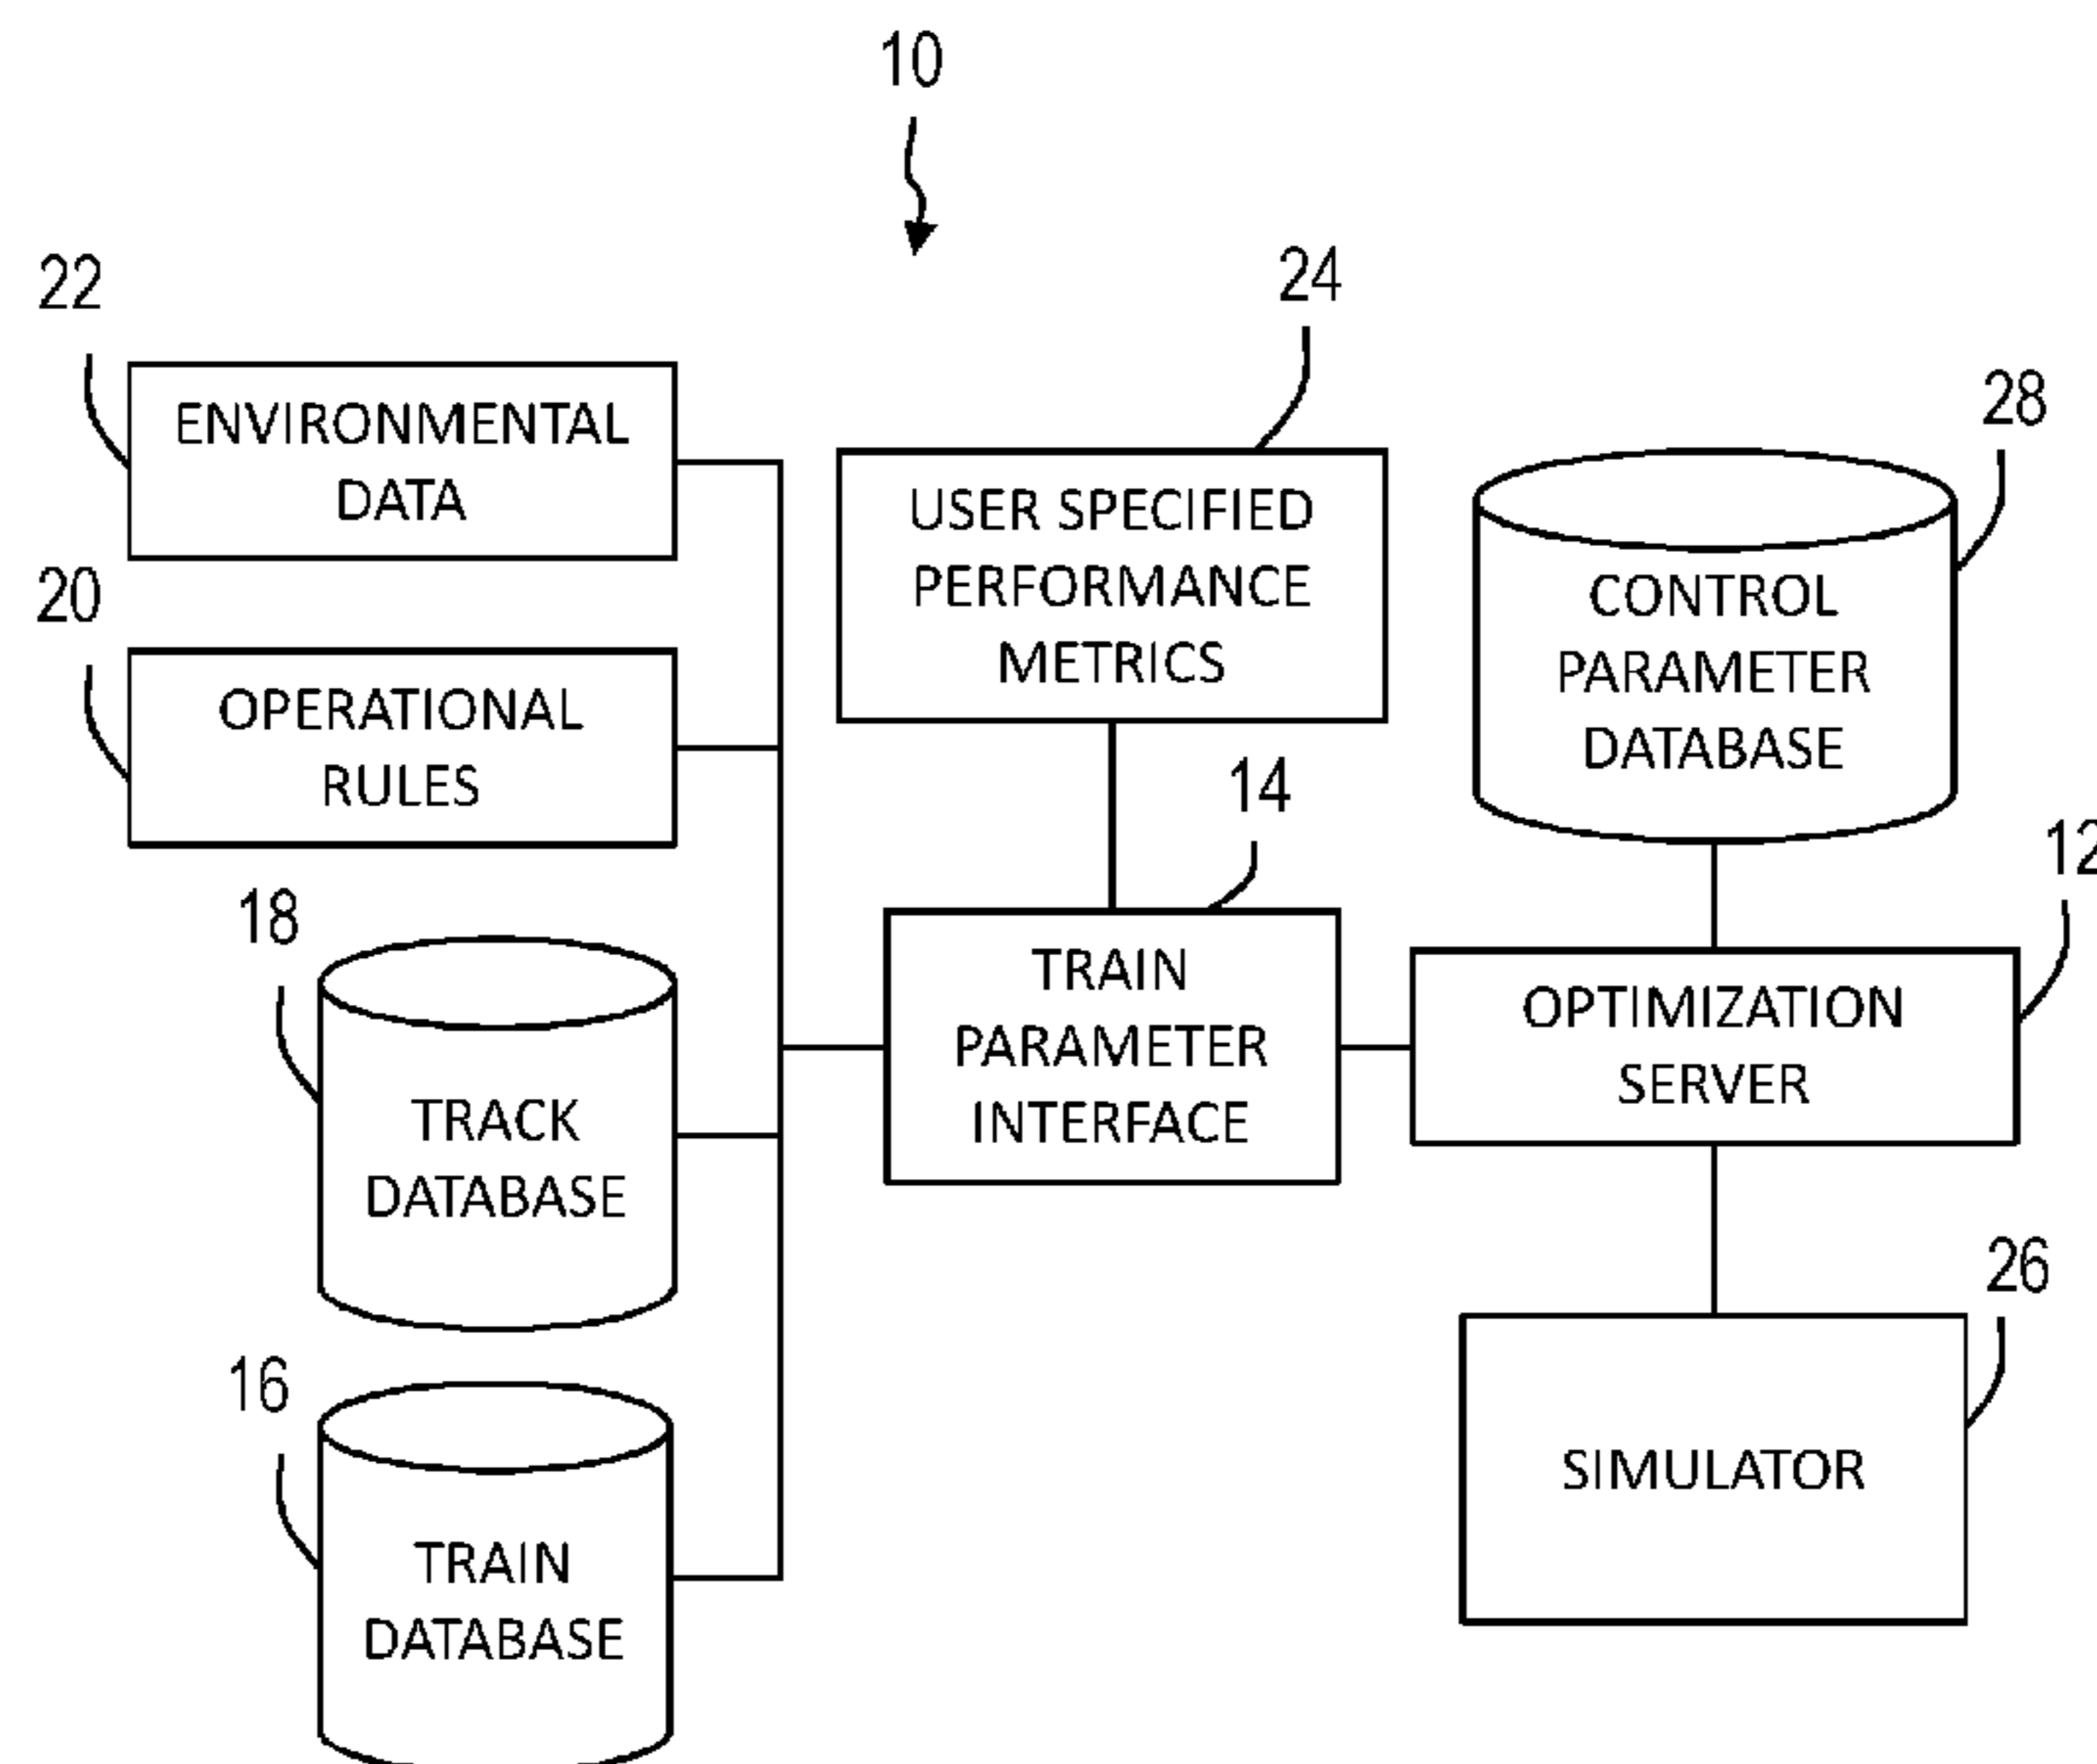 10
22
ENVIRONMENTAL
DATA
24
USER SPECIFIED
PERFORMANCE
METRICS
28
CONTROL
PARAMETER
DATABASE
20
OPERATIONAL
RULES
14
TRAIN
PARAMETER
INTERFACE
12
OPTIMIZATION
SERVER
18
TRACK
DATABASE
26
SIMULATOR
16
TRAIN
DATABASE